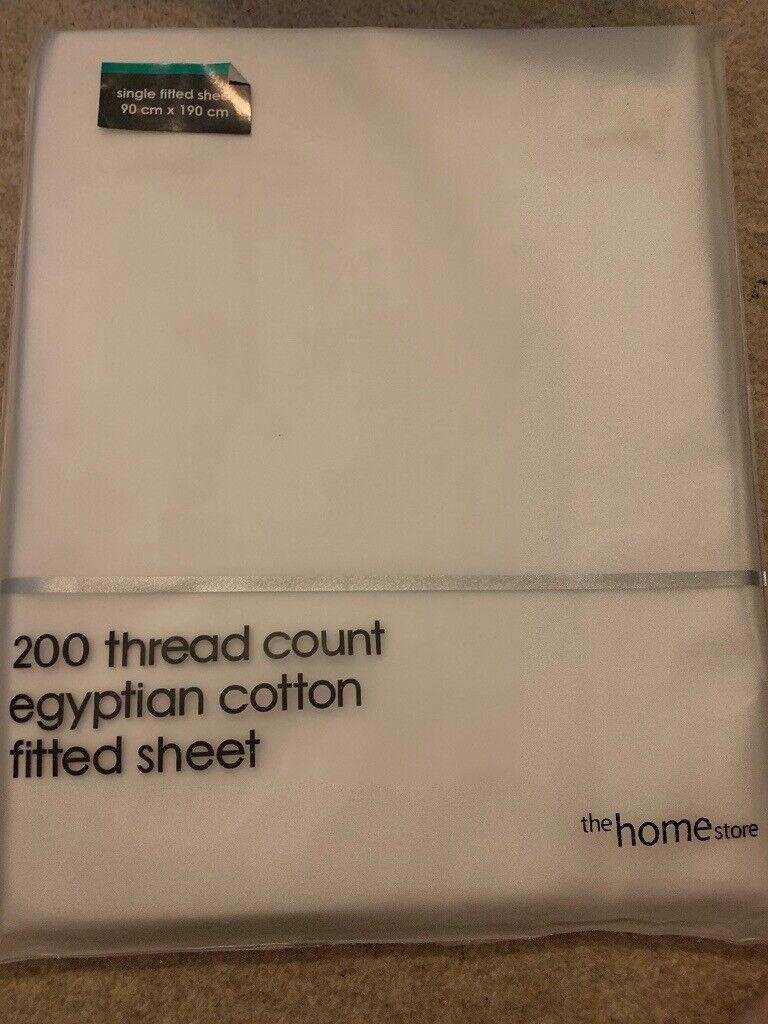 single fitted
90 cm x 190 cm
200 thread count
egyptian cotton
fitted sheet
the home store